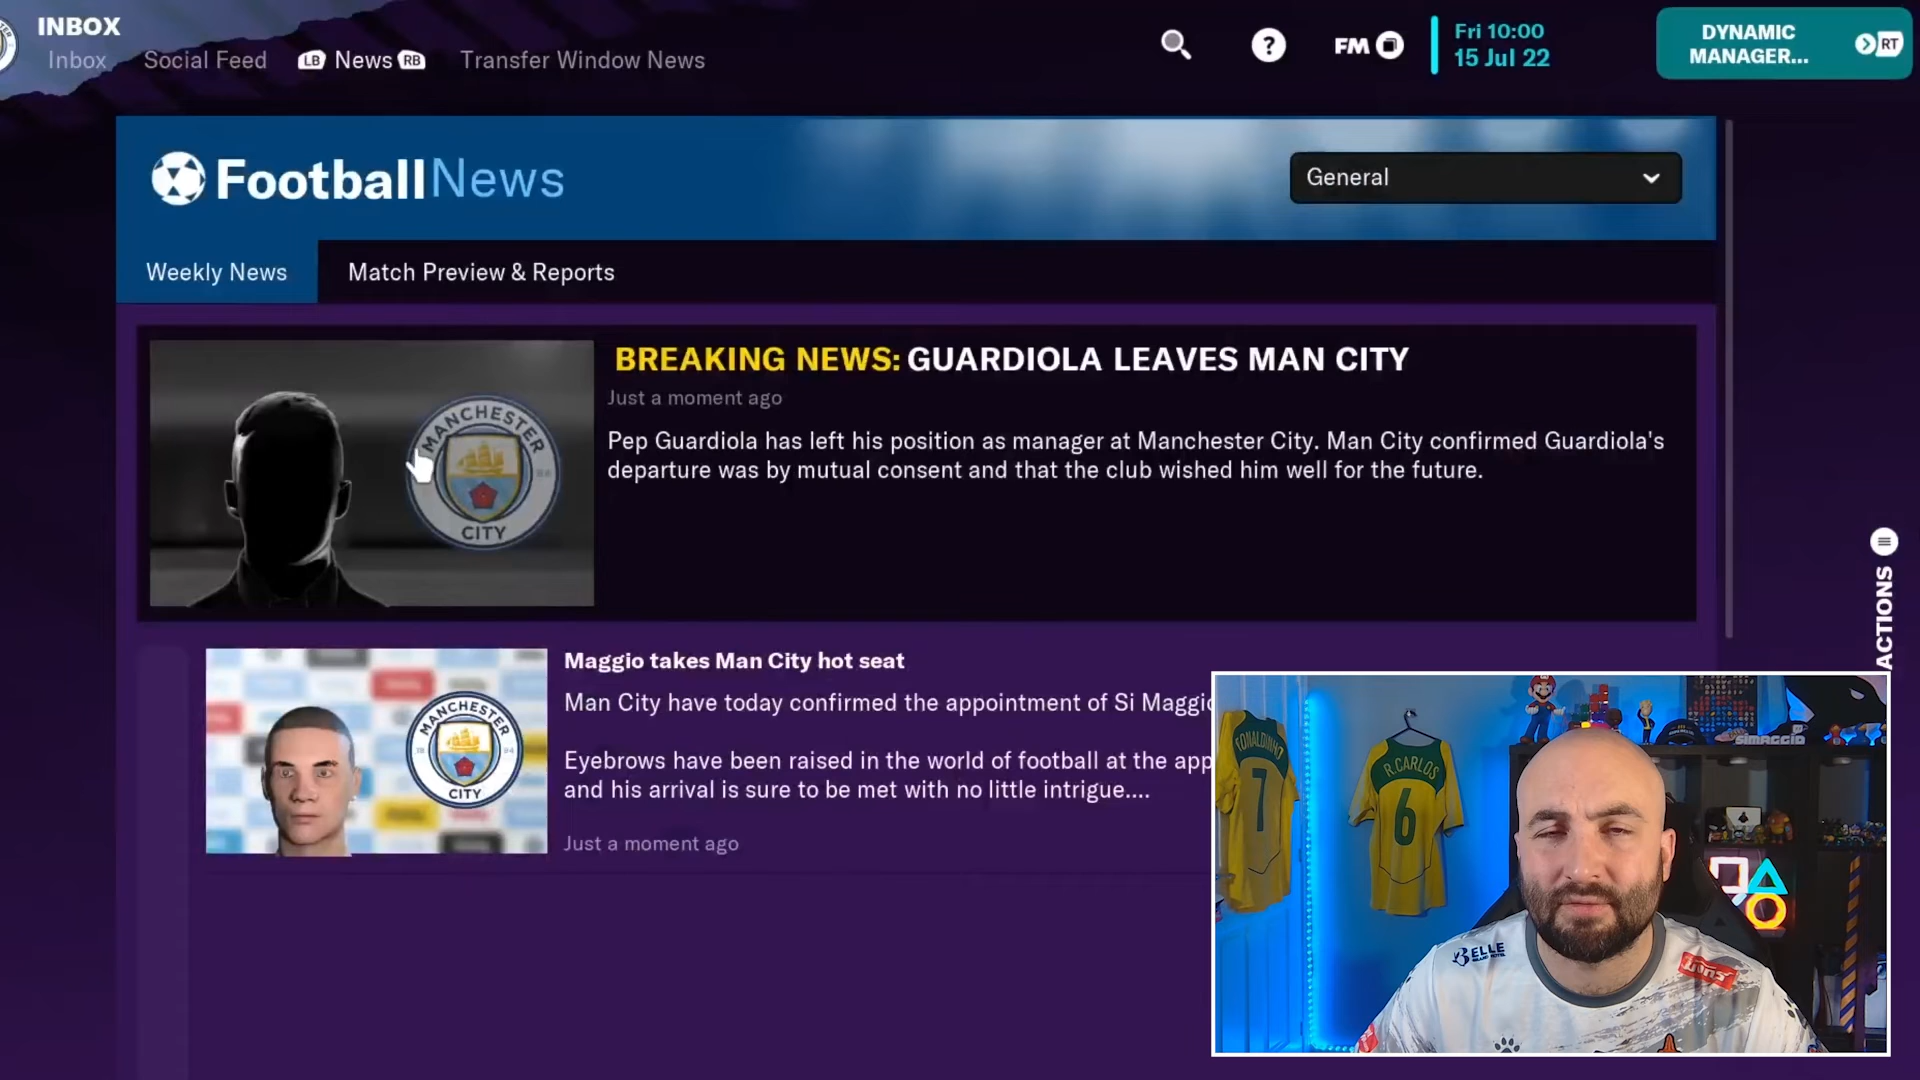 INBOX
Inbox
Social Feed
LB News RB
Transfer Window News
?
FM
Fri 10:00
15 Jul 22
DYNAMIC
MANAGER...
RT
FootballNews
General
Weekly News
Match Preview & Reports
MANCHESTER
CITY
BREAKING NEWS: GUARDIOLA LEAVES MAN CITY
Just a moment ago
Pep Guardiola has left his position as manager at Manchester City. Man City confirmed Guardiola's
departure was by mutual consent and that the club wished him well for the future.
ACTIONS
MANCHESTER
18 94
CITY
Maggio takes Man City hot seat
Man City have today confirmed the appointment of Si Maggio
Eyebrows have been raised in the world of football at the app
and his arrival is sure to be met with no little intrigue....
Just a moment ago
RONALDINHO
7
R.CARLOS
6
SIMAGGIO
BELLE